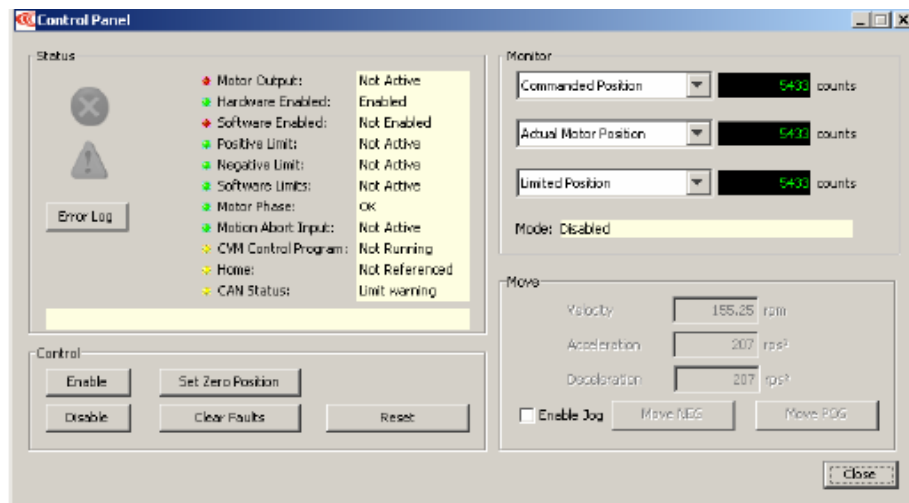 Control Panel
Status
Motor Output: Not Active
Hardware Enabled: Enabled
Software Enabled: Not Enabled
Positive Limit: Not Active
Negative Limit: Not Active
Software Limits: Not Active
Motor Phase: OK
Motion Abort Input: Not Active
CVM Control Program: Not Running
Home: Not Referenced
CAN Status: Limit warning
Error Log
Monitor
Commanded Position 5433 counts
Actual Motor Position 5433 counts
Limited Position 5433 counts
Mode: Disabled
Control
Enable Set Zero Position
Disable Clear Faults Reset
Move
Velocity 155.25 rpm
Acceleration 207 rps²
Deceleration 207 rps²
Enable Jog Move NEG Move POS
Close